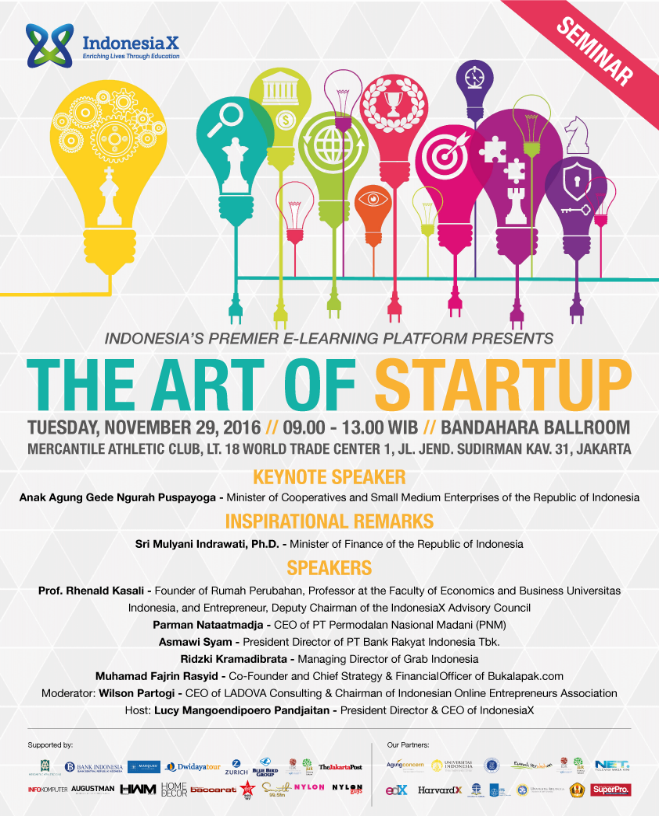 IndonesiaX
Enriching Lives Through Education
SEMINAR
INDONESIA'S PREMIER E-LEARNING PLATFORM PRESENTS
THE ART OF STARTUP
TUESDAY, NOVEMBER 29, 2016 // 09.00 - 13.00 WIB // BANDAHARA BALLROOM
MERCANTILE ATHLETIC CLUB, LT. 18 WORLD TRADE CENTER 1, JL. JEND. SUDIRMAN KAV. 31, JAKARTA
KEYNOTE SPEAKER
Anak Agung Gede Ngurah Puspayoga - Minister of Cooperatives and Small Medium Enterprises of the Republic of Indonesia
INSPIRATIONAL REMARKS
Sri Mulyani Indrawati, Ph.D. - Minister of Finance of the Republic of Indonesia
SPEAKERS
Prof. Rhenald Kasali - Founder of Rumah Perubahan, Professor at the Faculty of Economics and Business Universitas
Indonesia, and Entrepreneur, Deputy Chairman of the IndonesiaX Advisory Council
Parman Nataatmadja - CEO of PT Permodalan Nasional Madani (PNM)
Asmawi Syam - President Director of PT Bank Rakyat Indonesia Tbk.
Ridzki Kramadibrata - Managing Director of Grab Indonesia
Muhamad Fajrin Rasyid - Co-Founder and Chief Strategy & FinancialOfficer of Bukalapak.com
Moderator: Wilson Partogi - CEO of LADOVA Consulting & Chairman of Indonesian Online Entrepreneurs Association
Host: Lucy Mangoendipoero Pandjaitan - President Director & CEO of IndonesiaX
Supported by:
BANK INDONESIA Dwidayatour ZURICH BLUE BIRD GROUP TheJakartaPost
INFOKOMPUTER AUGUSTMAN HWM HOME DECOR baccarat NYLON NYLON
Our Partners:
Agungconcern UNIVERSITAS INDONESIA NET.
edX HarvardX SuperPro.